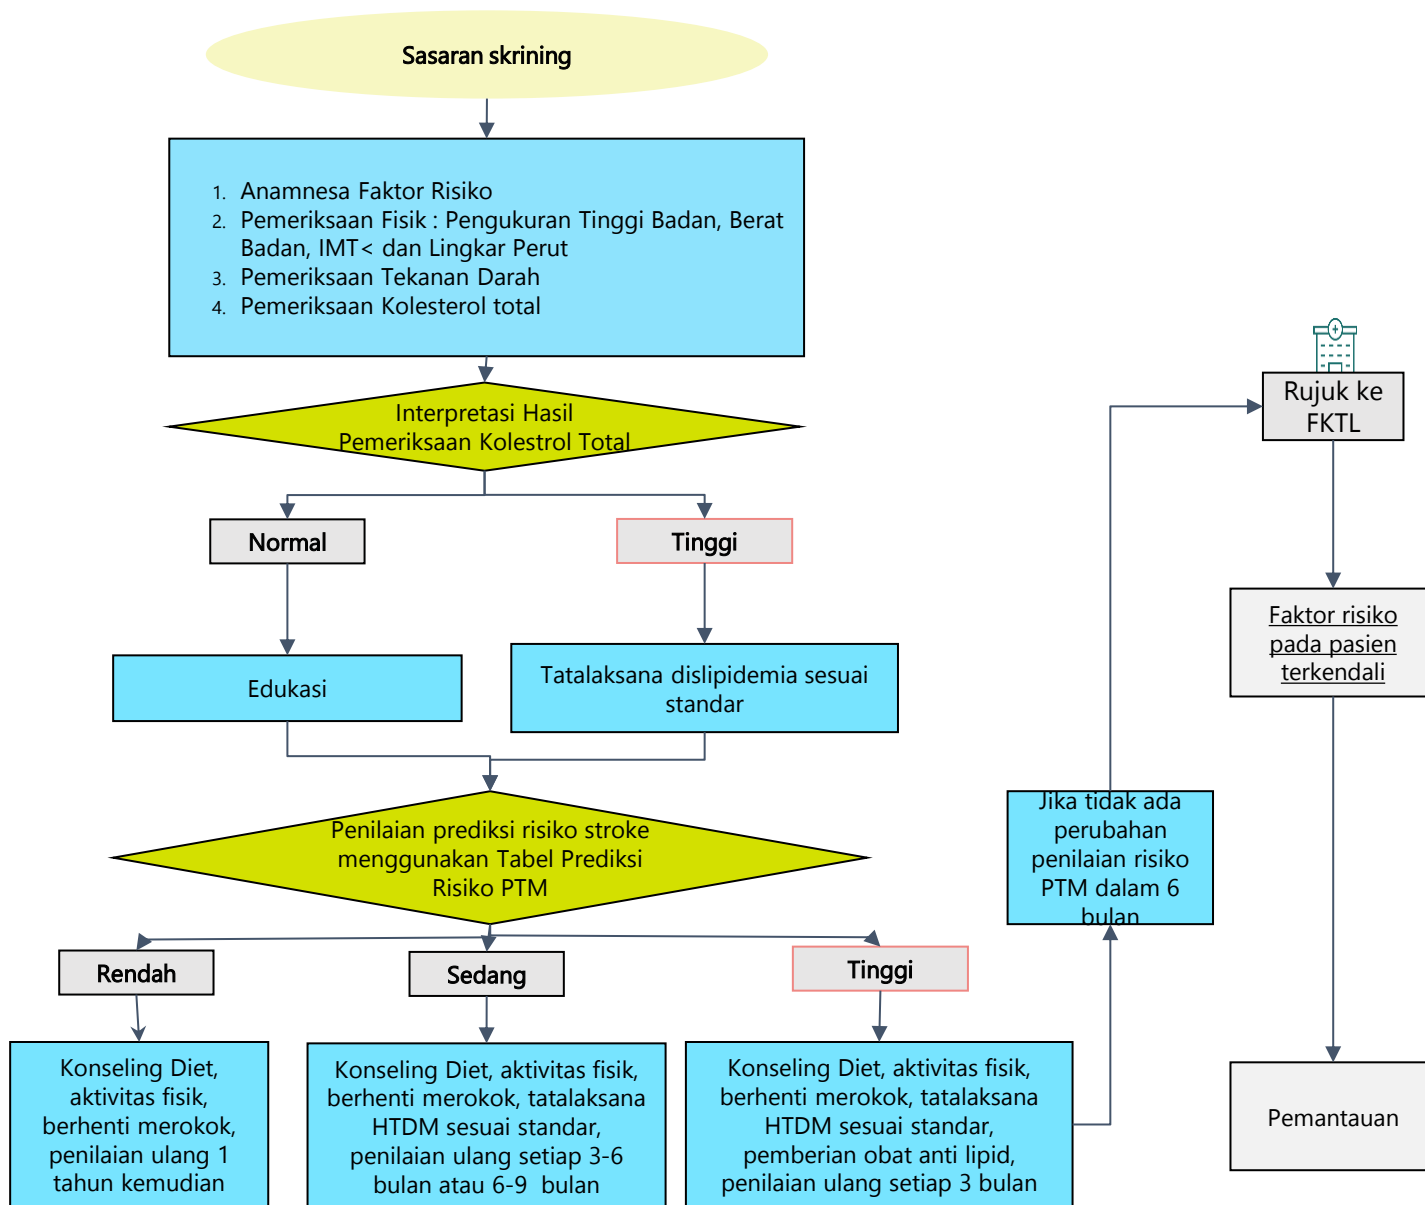 Sasaran skrining
1. Anamnesa Faktor Risiko
2. Pemeriksaan Fisik : Pengukuran Tinggi Badan, Berat
Badan, IMT< dan Lingkar Perut
3. Pemeriksaan Tekanan Darah
4. Pemeriksaan Kolesterol total
Interpretasi Hasil
Pemeriksaan Kolestrol Total
Normal
Tinggi
Edukasi
Tatalaksana dislipidemia sesuai
standar
Penilaian prediksi risiko stroke
menggunakan Tabel Prediksi
Risiko PTM
Rendah
Sedang
Tinggi
Konseling Diet,
aktivitas fisik,
berhenti merokok,
penilaian ulang 1
tahun kemudian
Konseling Diet, aktivitas fisik,
berhenti merokok, tatalaksana
HTDM sesuai standar,
penilaian ulang setiap 3-6
bulan atau 6-9 bulan
Konseling Diet, aktivitas fisik,
berhenti merokok, tatalaksana
HTDM sesuai standar,
pemberian obat anti lipid,
penilaian ulang setiap 3 bulan
Jika tidak ada
perubahan
penilaian risiko
PTM dalam 6
bulan
Rujuk ke
FKTL
Faktor risiko
pada pasien
terkendali
Pemantauan